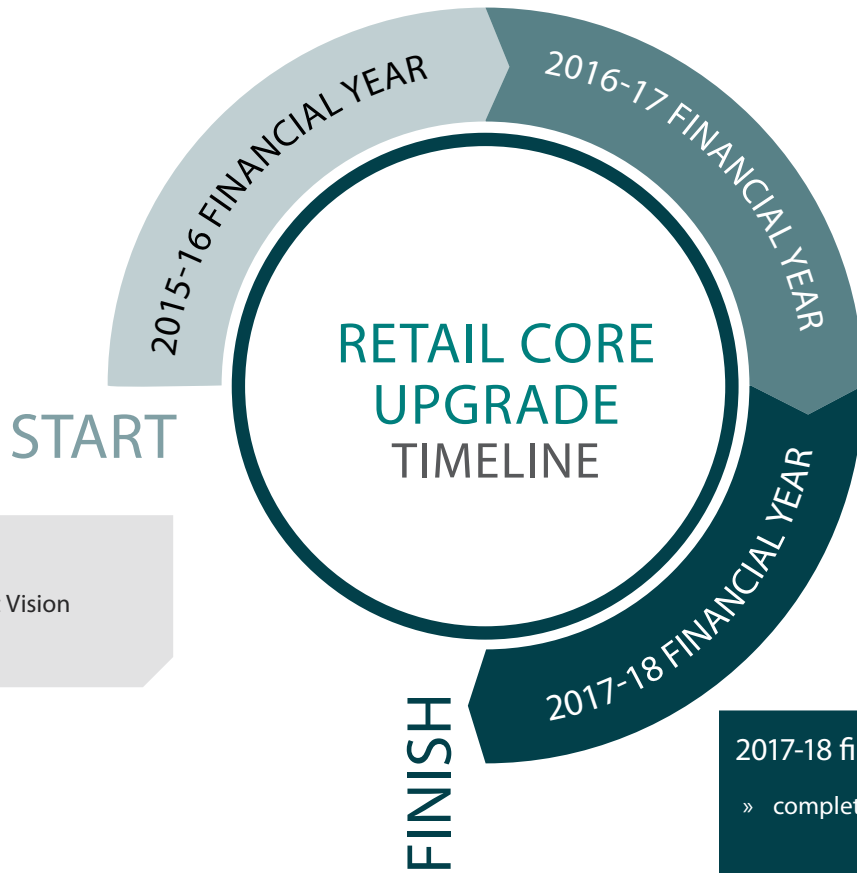 2015-16 FINANCIAL YEAR
2016-17 FINANCIAL YEAR
RETAIL CORE
UPGRADE
TIMELINE
START
Vision
2017-18 FINANCIAL YEAR
FINISH
2017-18 fi
» complet